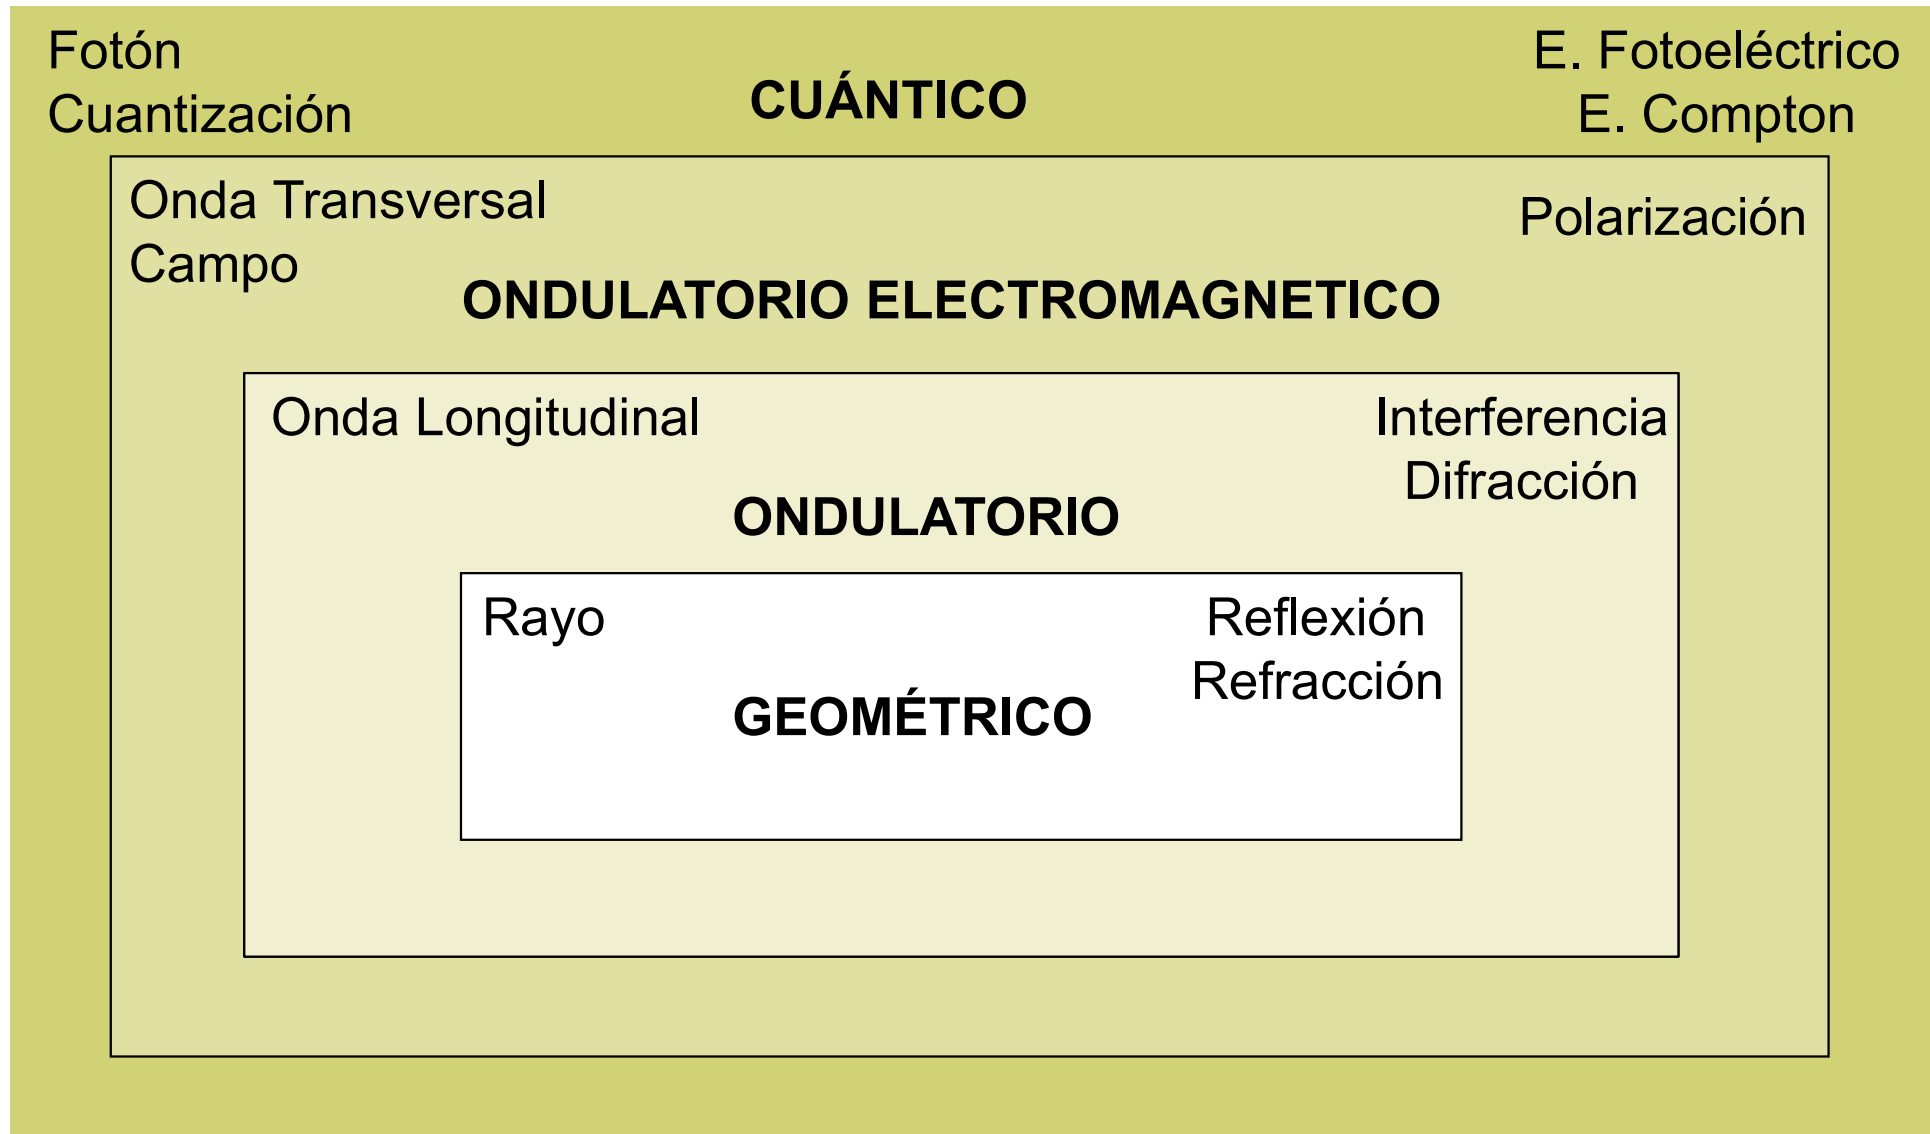 Fotón
Cuantización
CUÁNTICO
E. Fotoeléctrico
E. Compton
Onda Transversal
Campo
Polarización
ONDULATORIO ELECTROMAGNETICO
Onda Longitudinal
Interferencia
Difracción
ONDULATORIO
Rayo
Reflexión
Refracción
GEOMÉTRICO